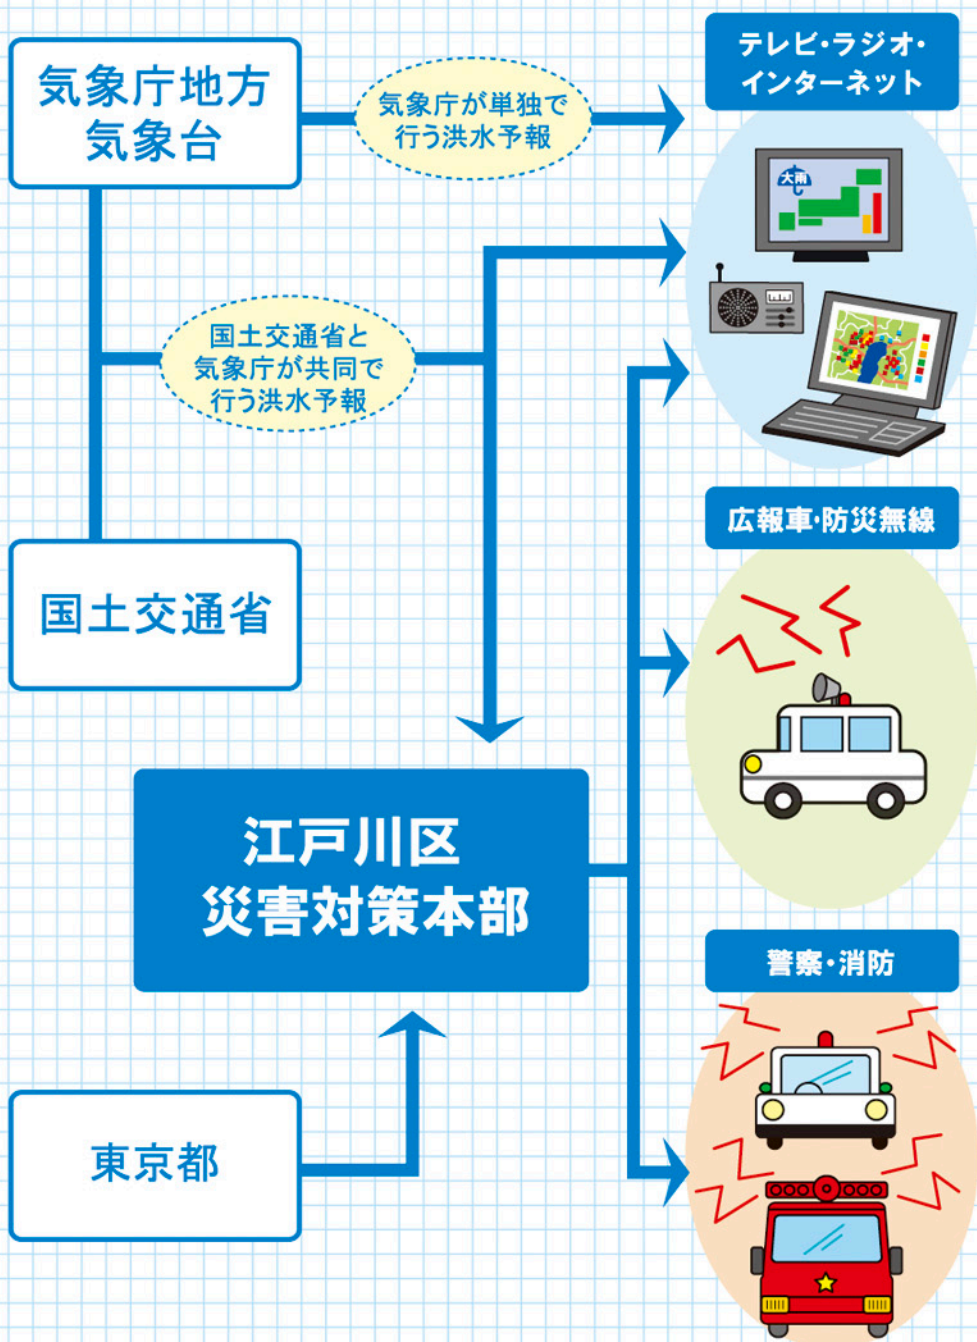 気象庁地方
気象台
気象庁が単独で
行う洪水予報
テレビ・ラジオ・
インターネット
大雨
国土交通省と
気象庁が共同で
行う洪水予報
国土交通省
広報車・防災無線
江戸川区
災害対策本部
警察・消防
東京都